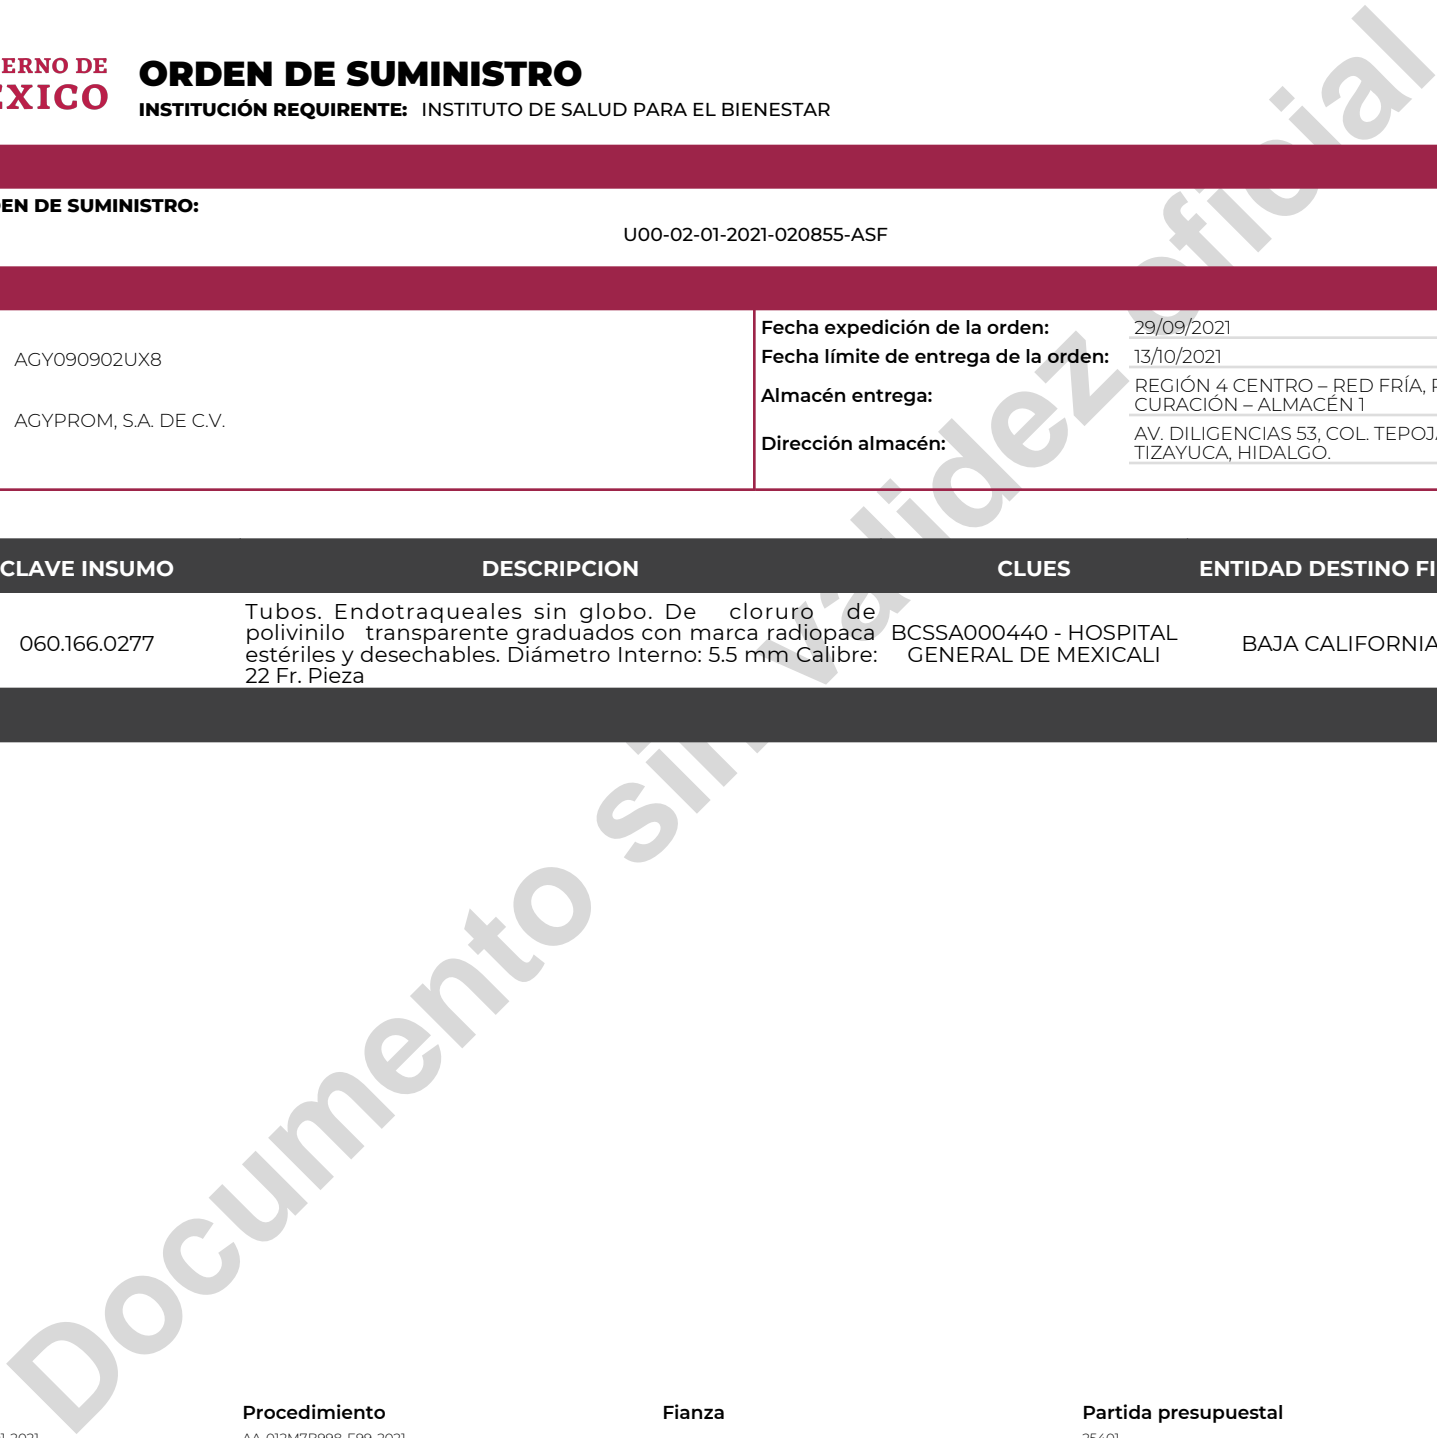 ERNO DE
ORDEN DE SUMINISTRO
EXICO
INSTITUCIÓN REQUIRENTE: INSTITUTO DE SALUD PARA EL BIENESTAR
EN DE SUMINISTRO:
U00-02-01-2021-020855-ASF
AGY090902UX8
AGYPROM, S.A. DE C.V.
Fecha expedición de la orden: 29/09/2021
Fecha límite de entrega de la orden: 13/10/2021
Almacén entrega: REGIÓN 4 CENTRO – RED FRÍA,
CURACIÓN – ALMACÉN 1
Dirección almacén: AV. DILIGENCIAS 53, COL. TEPOJA
TIZAYUCA, HIDALGO.
CLAVE INSUMO DESCRIPCION CLUES ENTIDAD DESTINO FI
060.166.0277
Tubos. Endotraqueales sin globo. De cloruro de
polivinilo transparente graduados con marca radiopaca
estériles y desechables. Diámetro Interno: 5.5 mm Calibre:
22 Fr. Pieza
BCSSA000440 - HOSPITAL
GENERAL DE MEXICALI
BAJA CALIFORNIA
Documento sin validez oficial
Procedimiento Fianza Partida presupuestal